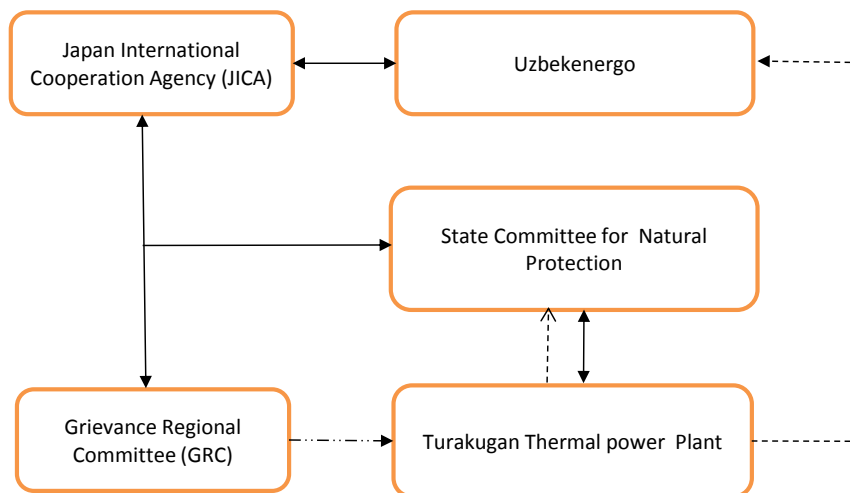 Japan International
Cooperation Agency (JICA)
Uzbekenergo
State Committee for Natural
Protection
Grievance Regional
Committee (GRC)
Turakugan Thermal power Plant